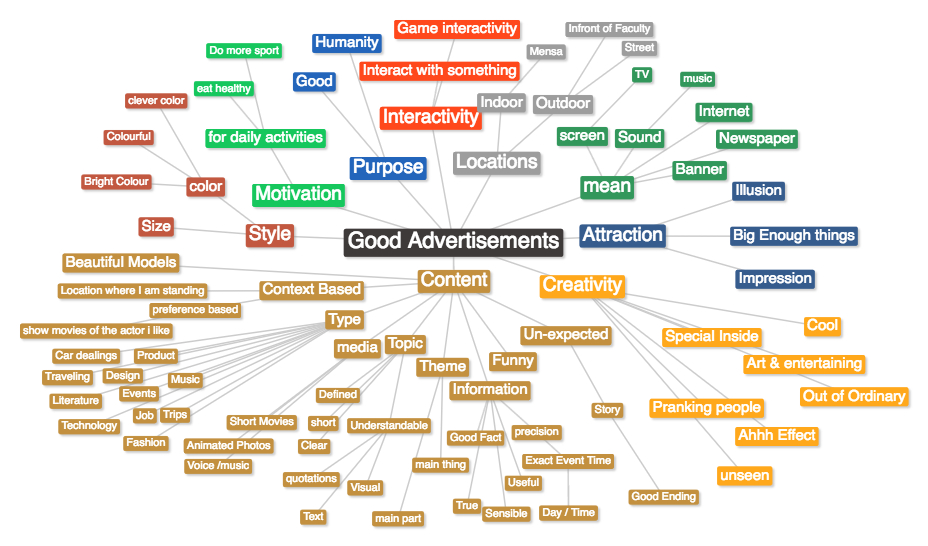 Game interactivity
Infront of Faculty
Humanity
Do more sport
Mensa
Street
Interact with something
TV
music
Good
eat healthy
clever color
Indoor
Outdoor
Internet
Interactivity
Colourful
for daily activities
screen
Sound
Newspaper
Purpose
Locations
Banner
Bright Colour
color
Motivation
mean
Illusion
Size
Style
Good Advertisements
Attraction
Big Enough things
Beautiful Models
Content
Impression
Location where I am standing
Context Based
Creativity
preference based
show movies of the actor i like
Type
Un-expected
Cool
Special Inside
Car dealings
Product
media
Topic
Theme
Funny
Art & entertaining
Traveling
Design
Music
Information
Literature
Events
Defined
Out of Ordinary
Job
Trips
Story
Pranking people
Technology
Short Movies
short
Understandable
Fashion
Animated Photos
Clear
Good Fact
precision
Ahhh Effect
Voice /music
main thing
Exact Event Time
unseen
quotations
Visual
Useful
Good Ending
Text
main part
True
Sensible
Day / Time